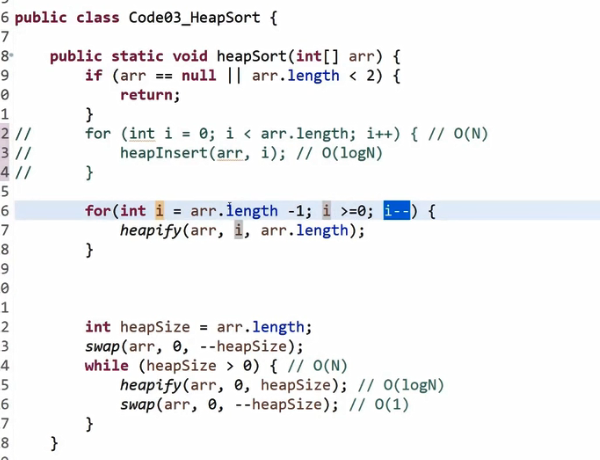 6 public class Code03_HeapSort {
7
8 public static void heapSort(int[] arr) {
9 if (arr == null || arr.length < 2) {
0 return;
1 }
2 // for (int i = 0; i < arr.length; i++) { // O(N)
3 // heapInsert(arr, i); // O(logN)
4 // }
5
6 for(int i = arr.length -1; i >=0; i--) {
7 heapify(arr, i, arr.length);
8 }
9
0
1
2 int heapSize = arr.length;
3 swap(arr, 0, --heapSize);
4 while (heapSize > 0) { // O(N)
5 heapify(arr, 0, heapSize); // O(logN)
6 swap(arr, 0, --heapSize); // O(1)
7 }
8 }